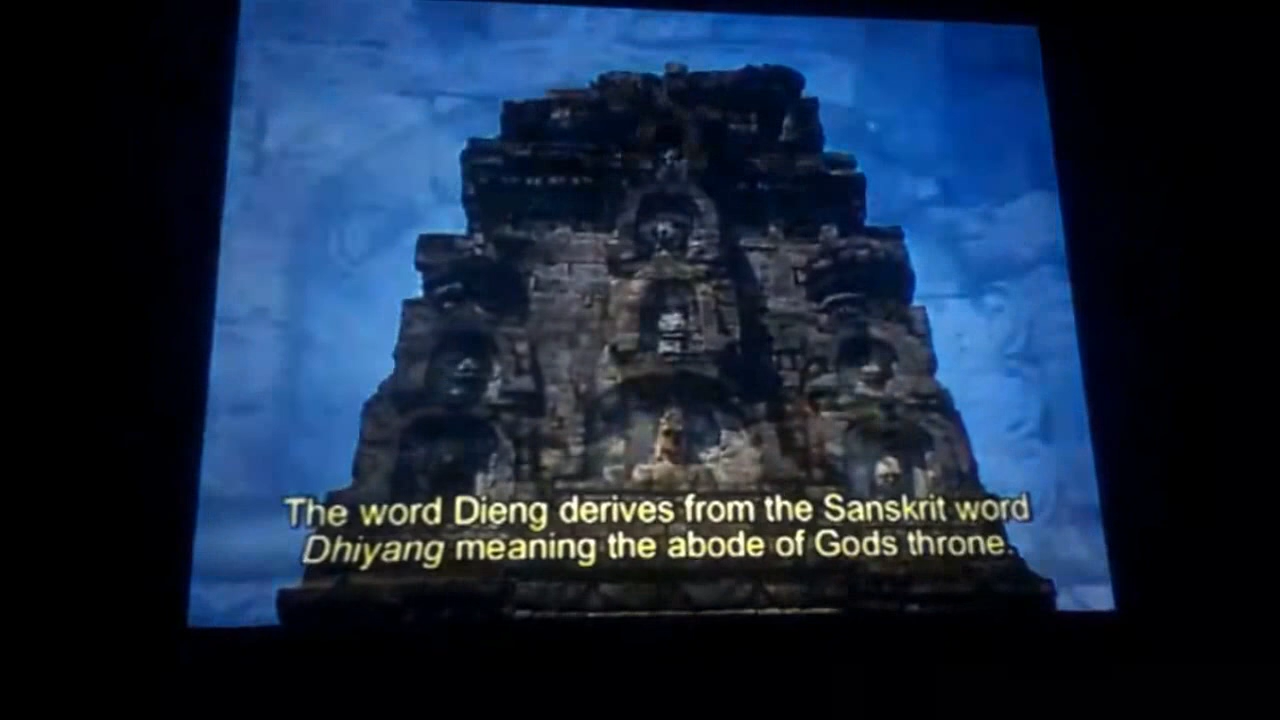 The word Dieng derives from the Sanskrit word
Dhiyang meaning the abode of Gods throne.